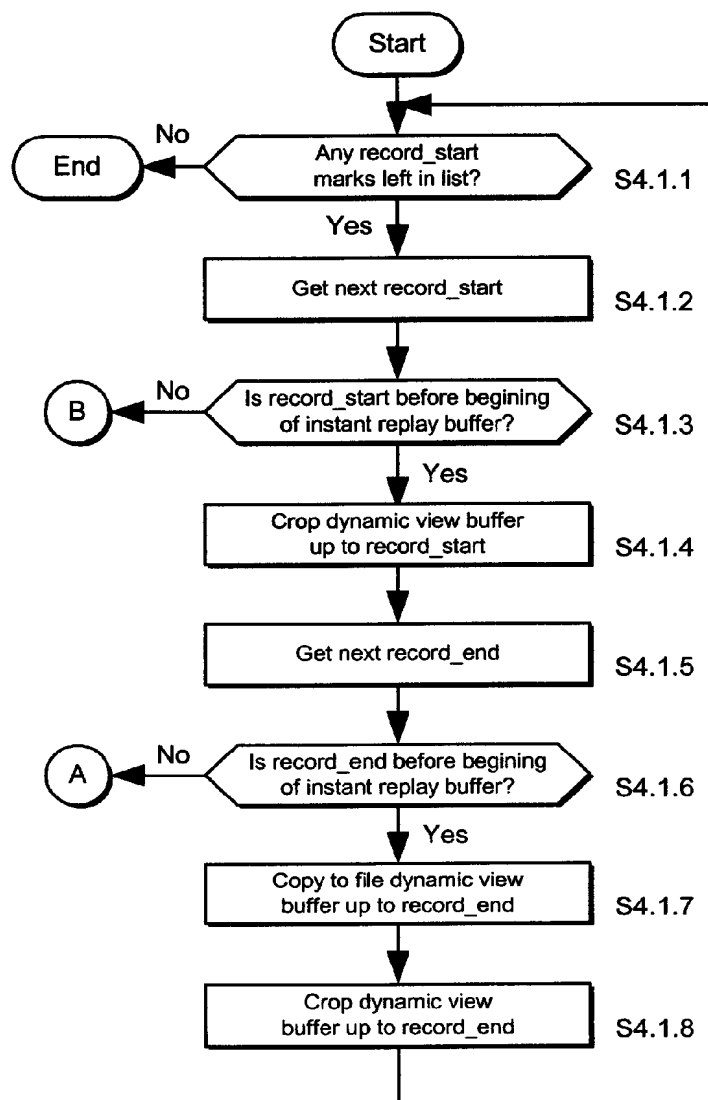 Start
No
End
Any record_start
marks left in list?
S4.1.1
Yes
Get next record_start
S4.1.2
No
B
Is record_start before begining
of instant replay buffer?
S4.1.3
Yes
Crop dynamic view buffer
up to record_start
S4.1.4
Get next record_end
S4.1.5
No
A
Is record_end before begining
of instant replay buffer?
S4.1.6
Yes
Copy to file dynamic view
buffer up to record_end
S4.1.7
Crop dynamic view
buffer up to record_end
S4.1.8